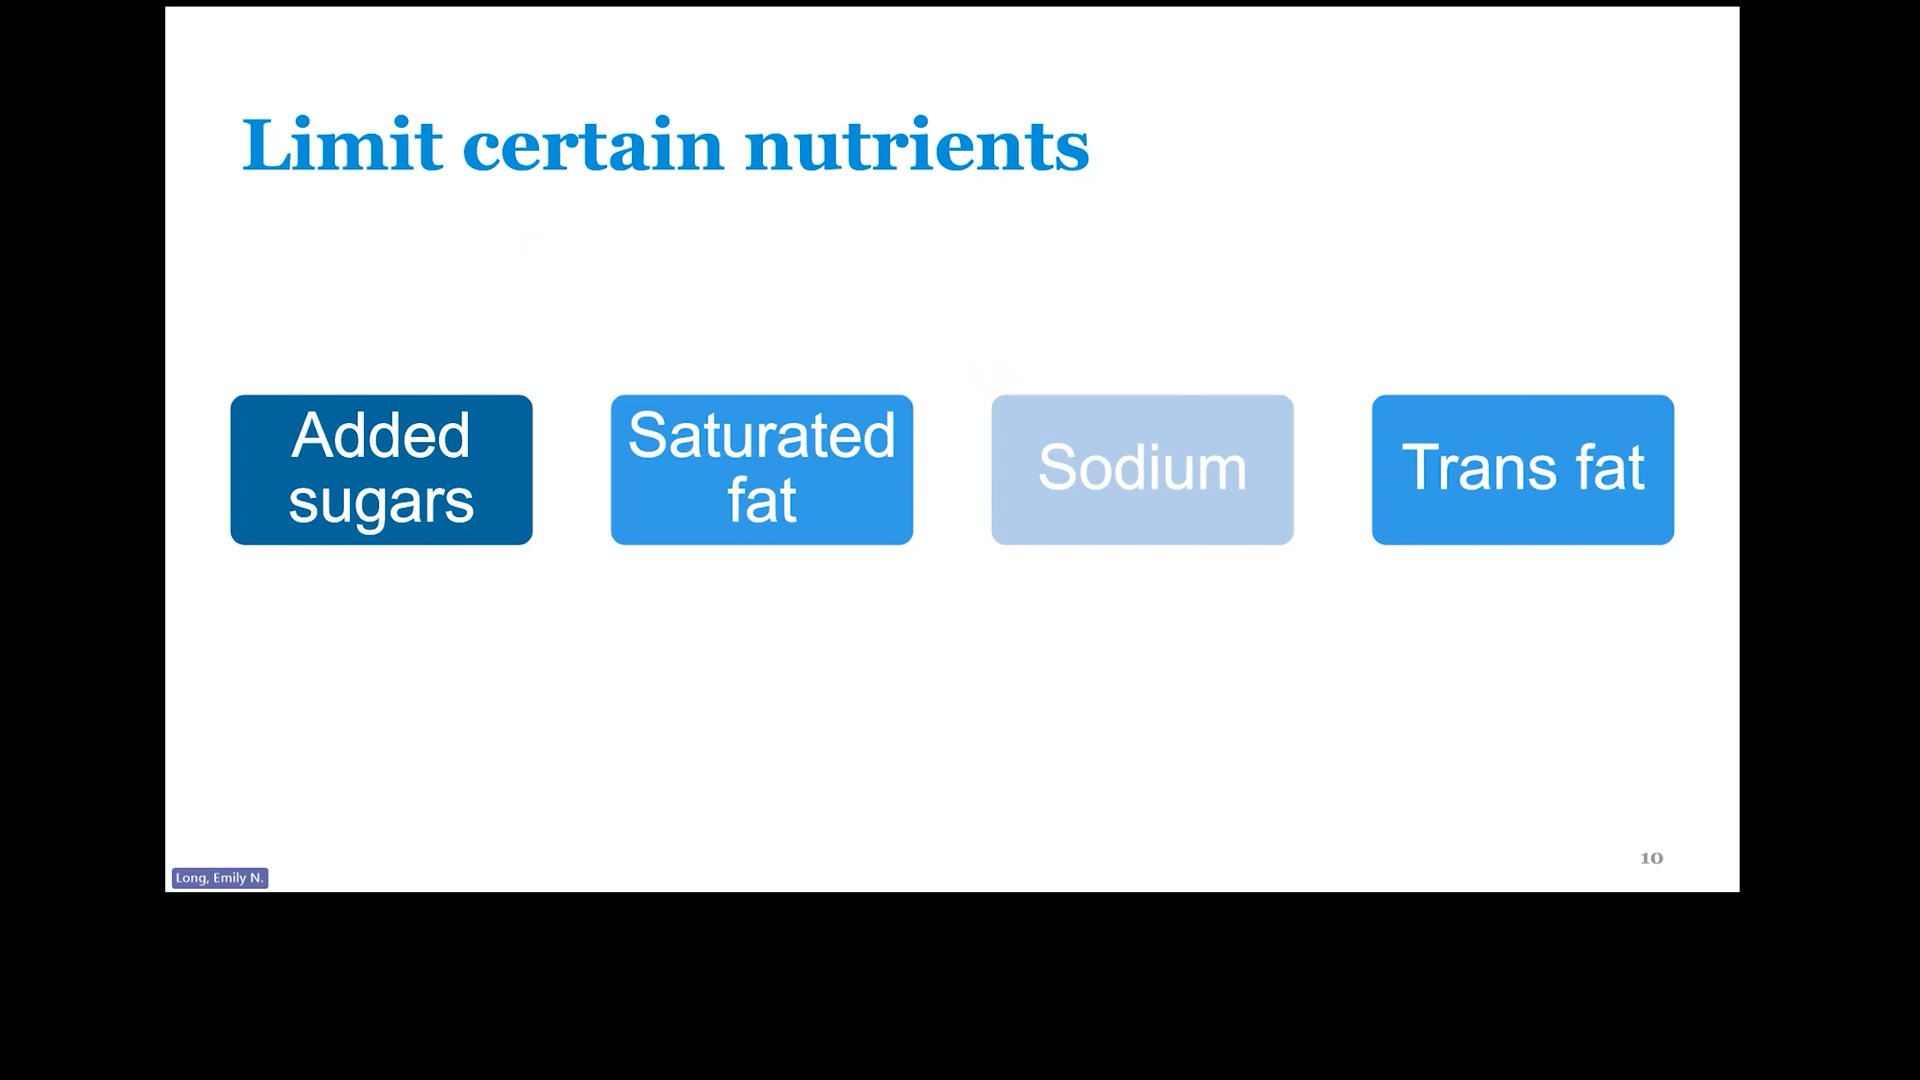 Limit certain nutrients
Added
sugars
Saturated
fat
Sodium
Trans fat
10
Long, Emily N.